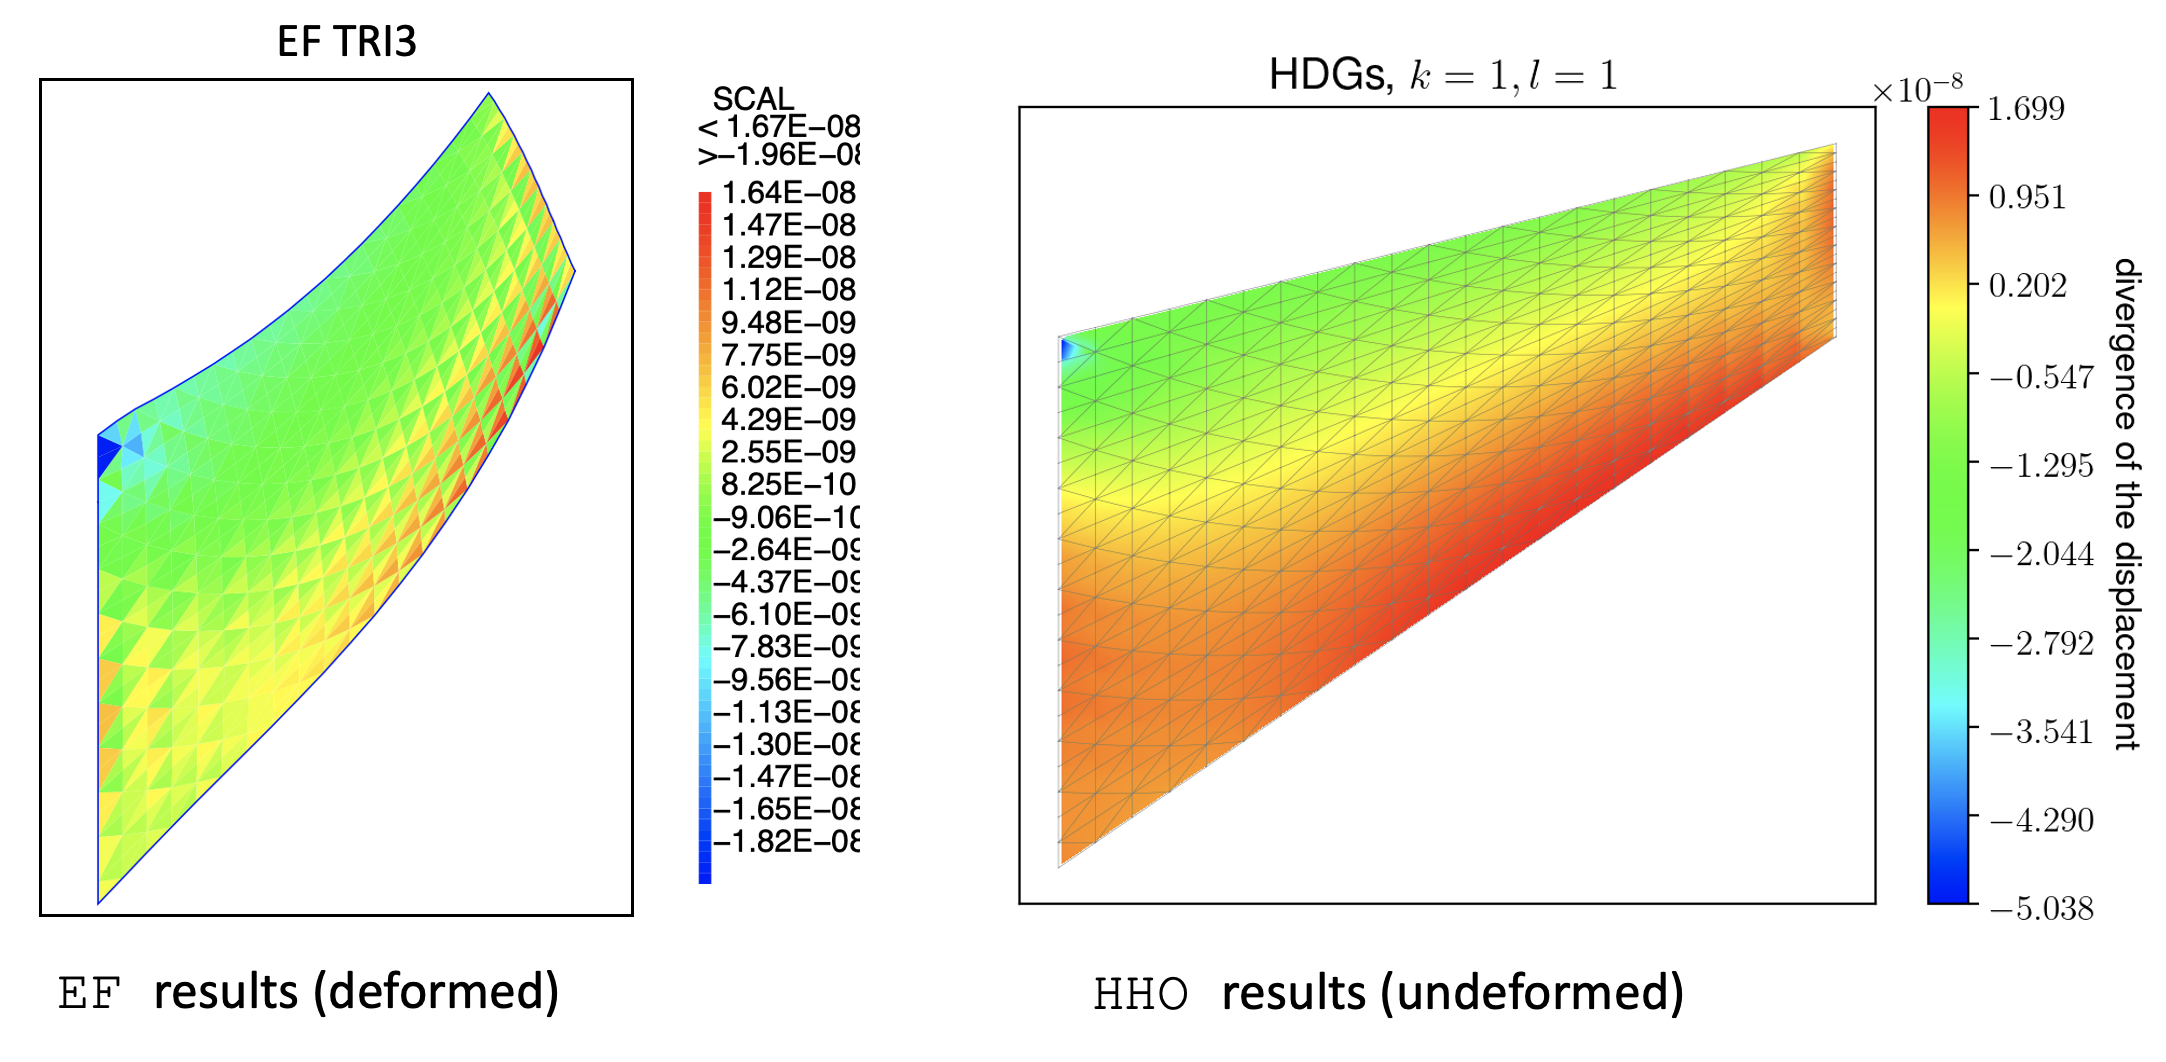 EF TRI3
SCAL
< 1.67E−08
>−1.96E−08
1.64E−08
1.47E−08
1.29E−08
1.12E−08
9.48E−09
7.75E−09
6.02E−09
4.29E−09
2.55E−09
8.25E−10
−9.06E−10
−2.64E−09
−4.37E−09
−6.10E−09
−7.83E−09
−9.56E−09
−1.13E−08
−1.30E−08
−1.47E−08
−1.65E−08
−1.82E−08
EF results (deformed)
HDGs, k = 1, l = 1
×10⁻⁸
1.699
0.951
0.202
−0.547
−1.295
−2.044
−2.792
−3.541
−4.290
−5.038
divergence of the displacement
HHO results (undeformed)